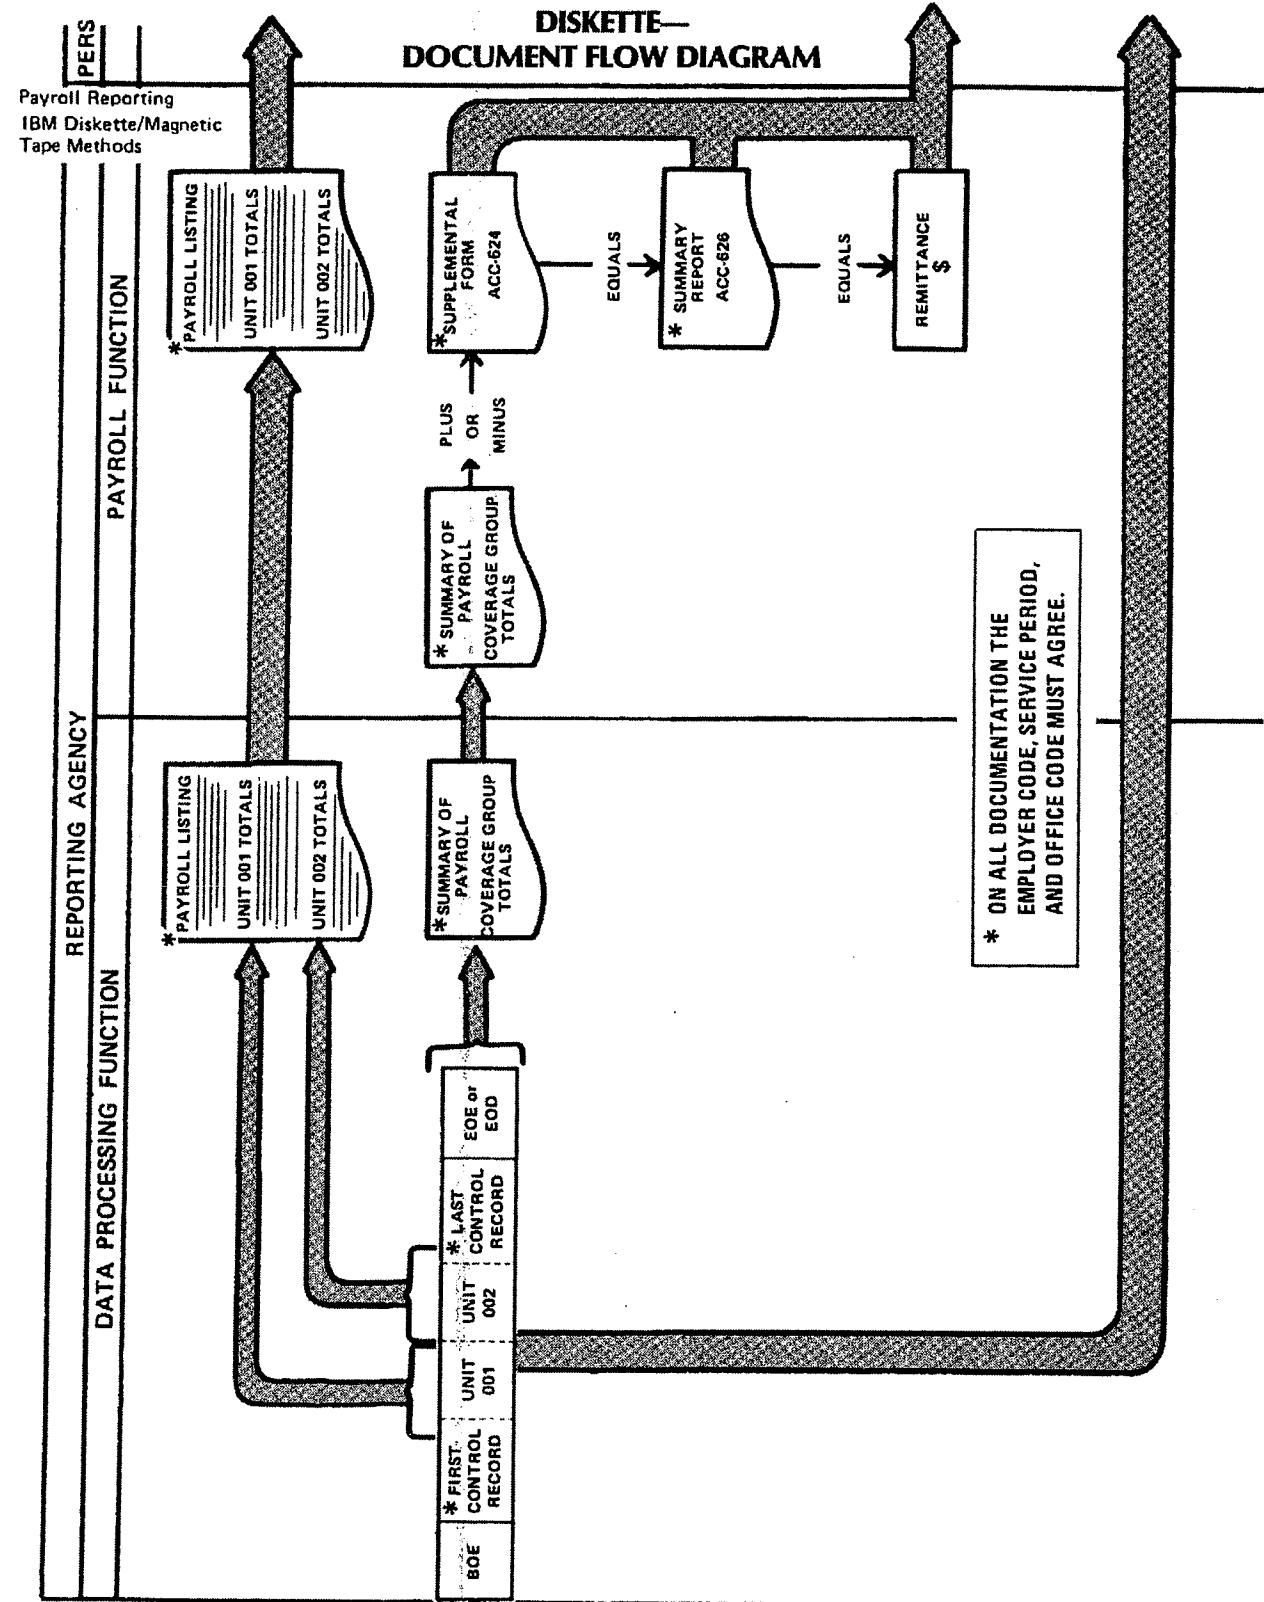 DISKETTE—
DOCUMENT FLOW DIAGRAM
PERS
Payroll Reporting
IBM Diskette/Magnetic
Tape Methods
REPORTING AGENCY
PAYROLL FUNCTION
DATA PROCESSING FUNCTION
* PAYROLL LISTING
UNIT 001 TOTALS
UNIT 002 TOTALS
*SUPPLEMENTAL
FORM
ACC-624
EQUALS
* SUMMARY
REPORT
ACC-626
EQUALS
REMITTANCE
$
PLUS
OR
MINUS
* SUMMARY OF
PAYROLL
COVERAGE GROUP
TOTALS
* PAYROLL LISTING
UNIT 001 TOTALS
UNIT 002 TOTALS
*SUMMARY OF
PAYROLL
COVERAGE GROUP
TOTALS
* ON ALL DOCUMENTATION THE
EMPLOYER CODE, SERVICE PERIOD,
AND OFFICE CODE MUST AGREE.
BOE
* FIRST
CONTROL
RECORD
UNIT
001
UNIT
002
* LAST
CONTROL
RECORD
EOE or
EOD